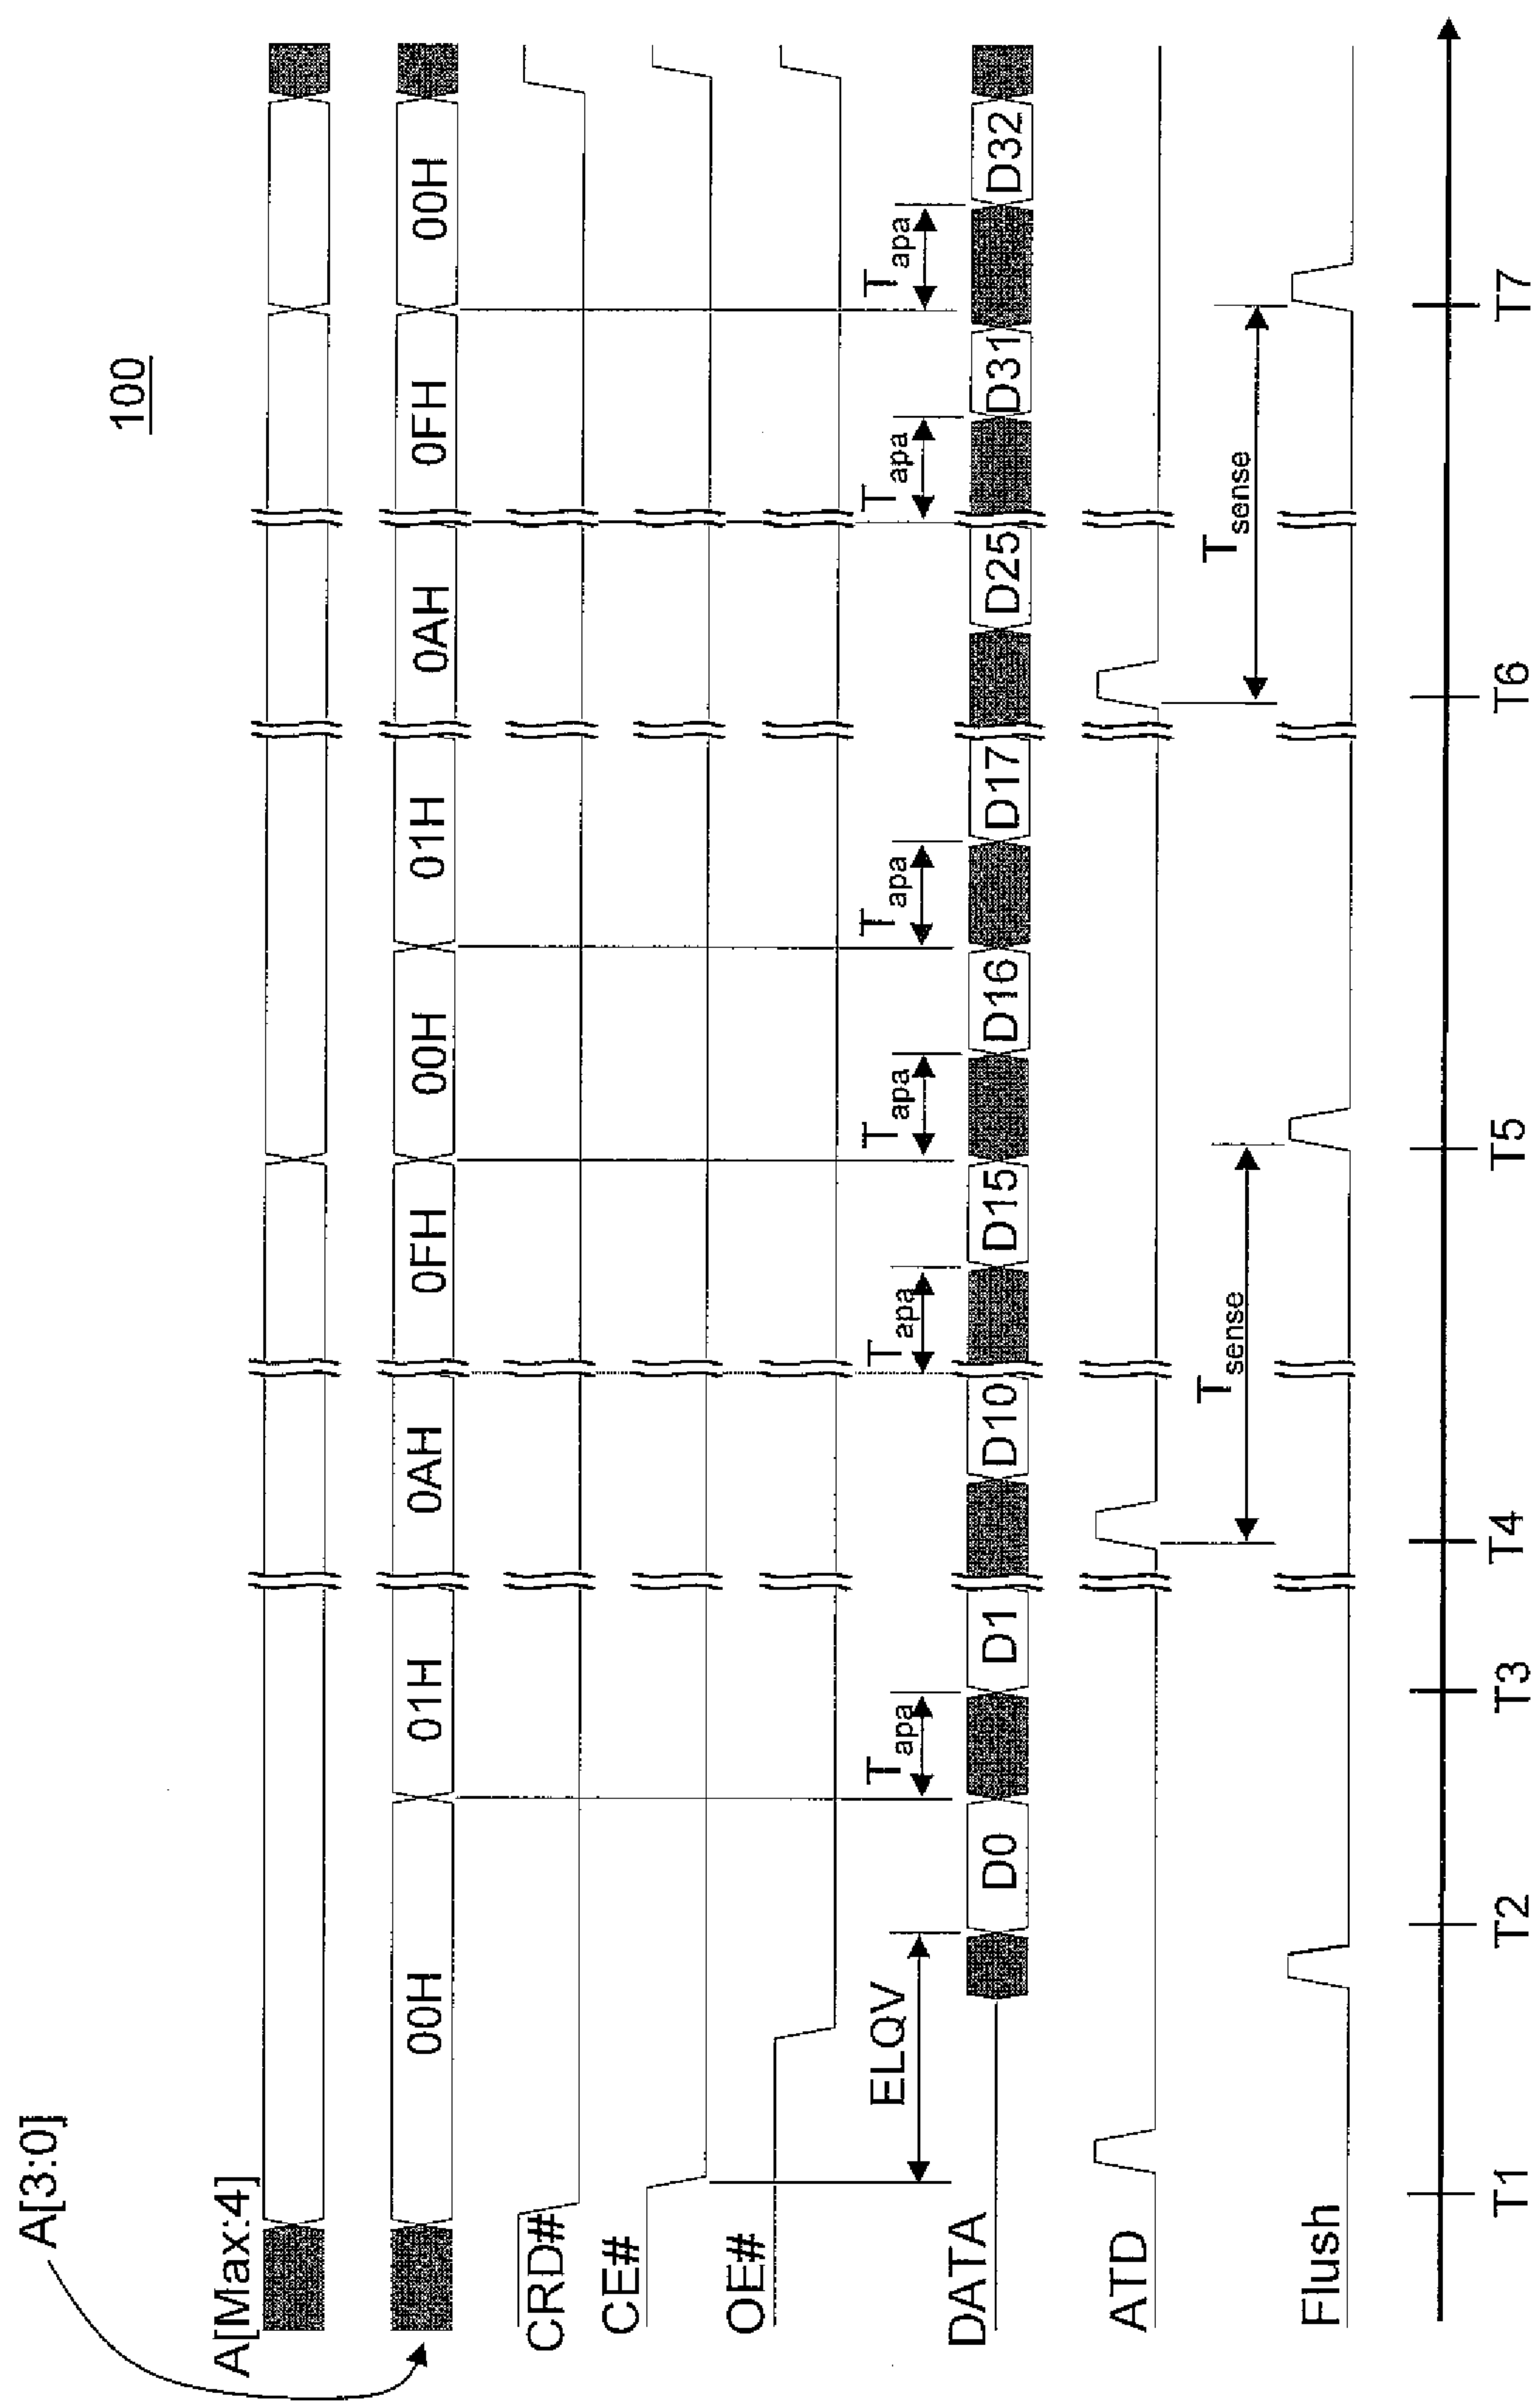 100
A[3:0]
A[Max:4]
00H 01H 0AH 0FH 00H 01H 0AH 0FH 00H
CRD#
CE#
OE#
ELQV Tapa Tapa Tapa Tapa Tapa Tapa
DATA D0 D1 D10 D15 D16 D17 D25 D31 D32
ATD
Tsense Tsense
Flush
T1 T2 T3 T4 T5 T6 T7